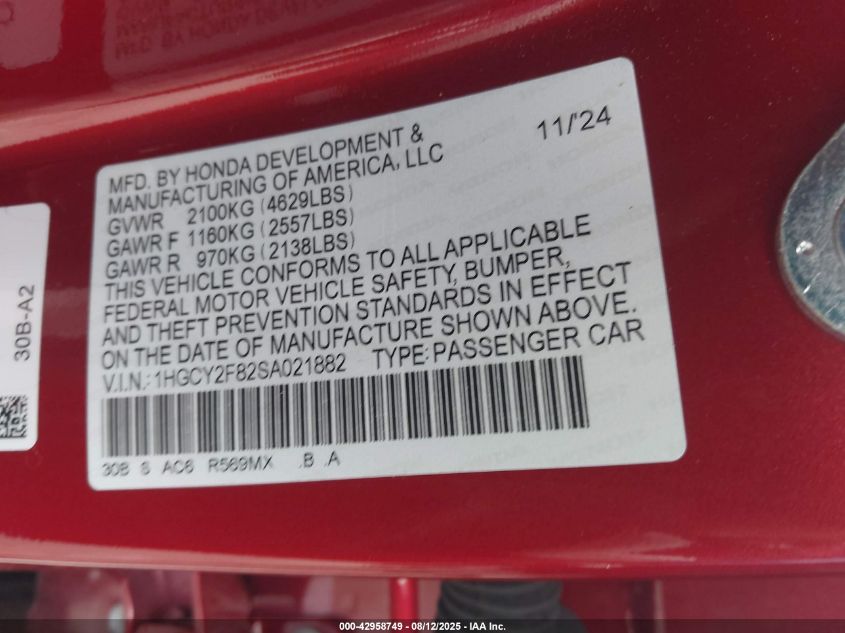 MFD. BY HONDA DEVELOPMENT &
MANUFACTURING OF AMERICA, LLC
11/'24
GVWR 2100KG (4629LBS)
GAWR F 1160KG (2557LBS)
GAWR R 970KG (2138LBS)
THIS VEHICLE CONFORMS TO ALL APPLICABLE
FEDERAL MOTOR VEHICLE SAFETY, BUMPER,
AND THEFT PREVENTION STANDARDS IN EFFECT
ON THE DATE OF MANUFACTURE SHOWN ABOVE.
V.I.N.: 1HGCY2F82SA021882 TYPE: PASSENGER CAR
30B S AC6 R569MX .B .A
30B-A2
000-42958749 - 08/12/2025 - IAA Inc.